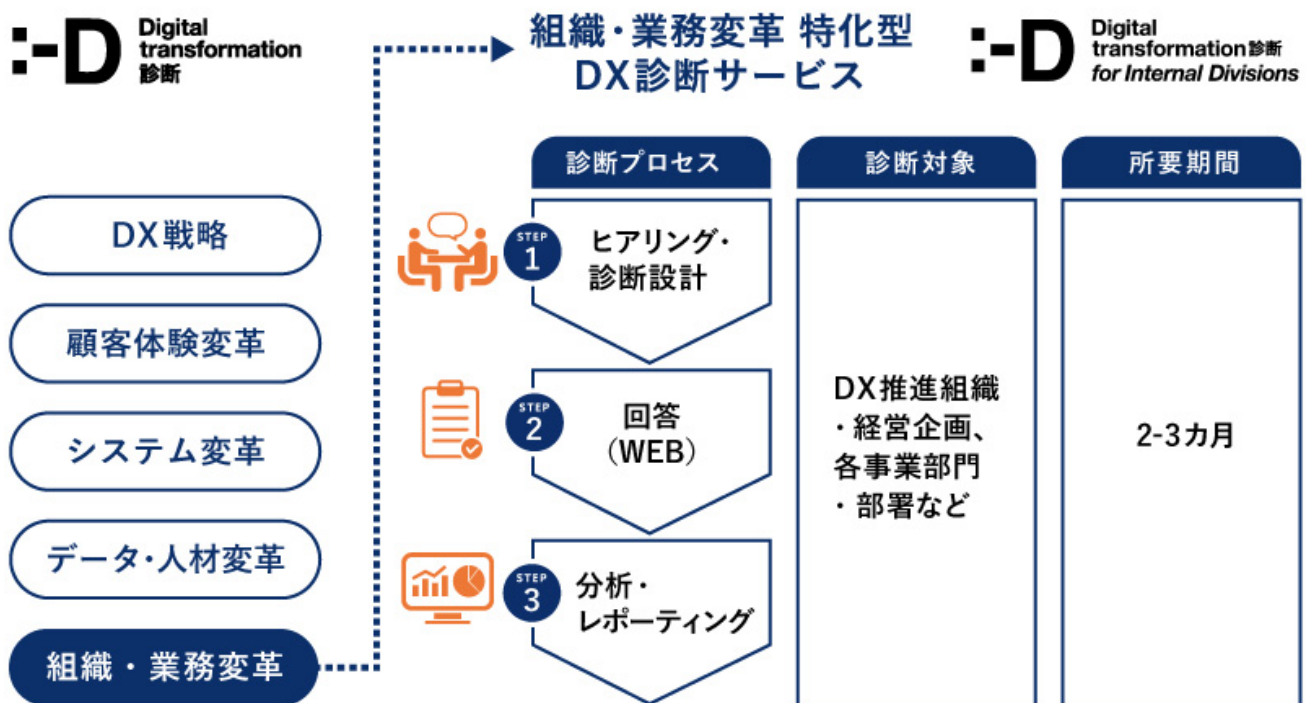 :-D
Digital
transformation
診断
組織・業務変革 特化型
DX診断サービス
:-D
Digital
transformation診断
for Internal Divisions
DX戦略
顧客体験変革
システム変革
データ・人材変革
組織・業務変革
診断プロセス
STEP
1
ヒアリング・
診断設計
STEP
2
回答
(WEB)
STEP
3
分析・
レポーティング
診断対象
DX推進組織
・経営企画、
各事業部門
・部署など
所要期間
2-3カ月